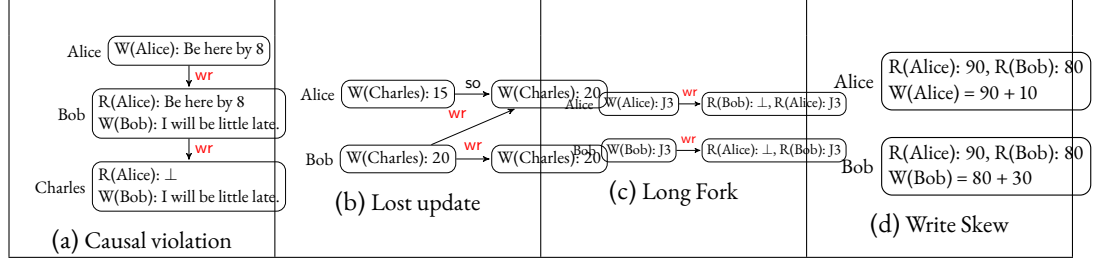 Alice
W(Alice): Be here by 8
wr
Bob
R(Alice): Be here by 8
W(Bob): I will be little late.
wr
Charles
R(Alice): ⊥
W(Bob): I will be little late.
(a) Causal violation
Alice
W(Charles): 15
so
W(Charles): 20
wr
Bob
W(Charles): 20
wr
W(Charles): 20
(b) Lost update
Alice
W(Alice): J3
wr
R(Bob): ⊥, R(Alice): J3
Bob
W(Bob): J3
wr
R(Alice): ⊥, R(Bob): J3
(c) Long Fork
Alice
R(Alice): 90, R(Bob): 80
W(Alice) = 90 + 10
Bob
R(Alice): 90, R(Bob): 80
W(Bob) = 80 + 30
(d) Write Skew